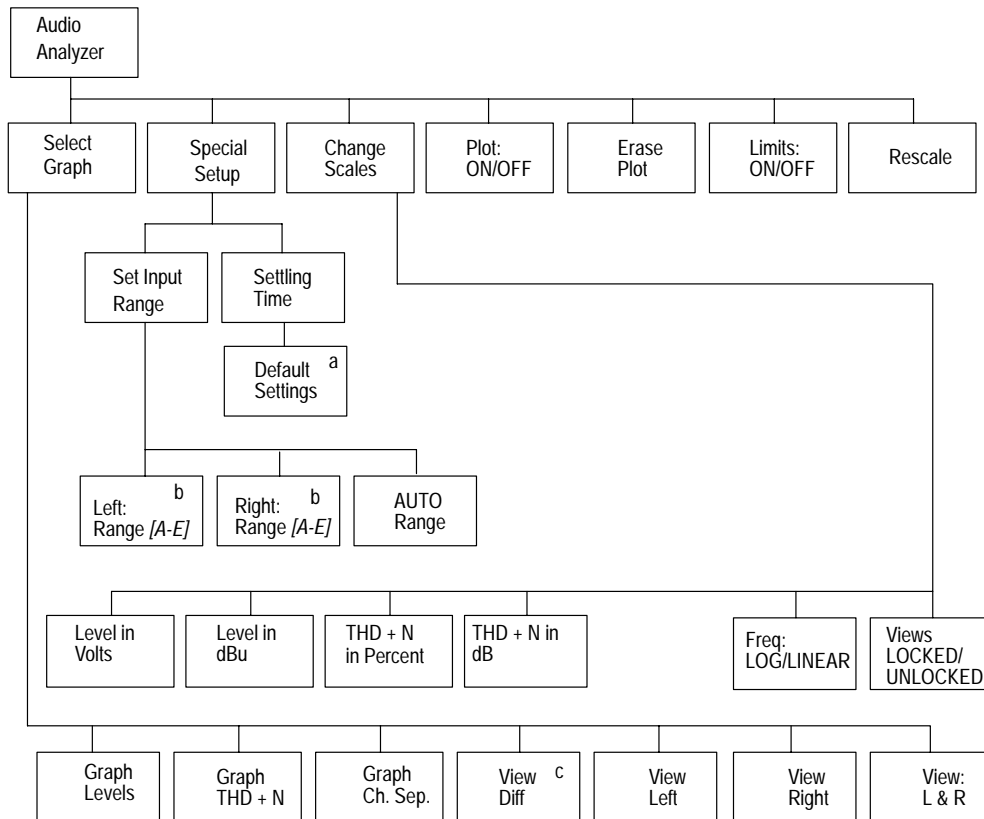 Audio
Analyzer
Select
Graph
Special
Setup
Change
Scales
Plot:
ON/OFF
Erase
Plot
Limits:
ON/OFF
Rescale
Set Input
Range
Settling
Time
Default a
Settings
Left: b
Range [A-E]
Right: b
Range [A-E]
AUTO
Range
Level in
Volts
Level in
dBu
THD + N
in Percent
THD + N in
dB
Freq:
LOG/LINEAR
Views
LOCKED/
UNLOCKED
Graph
Levels
Graph
THD + N
Graph
Ch. Sep.
View c
Diff
View
Left
View
Right
View:
L & R